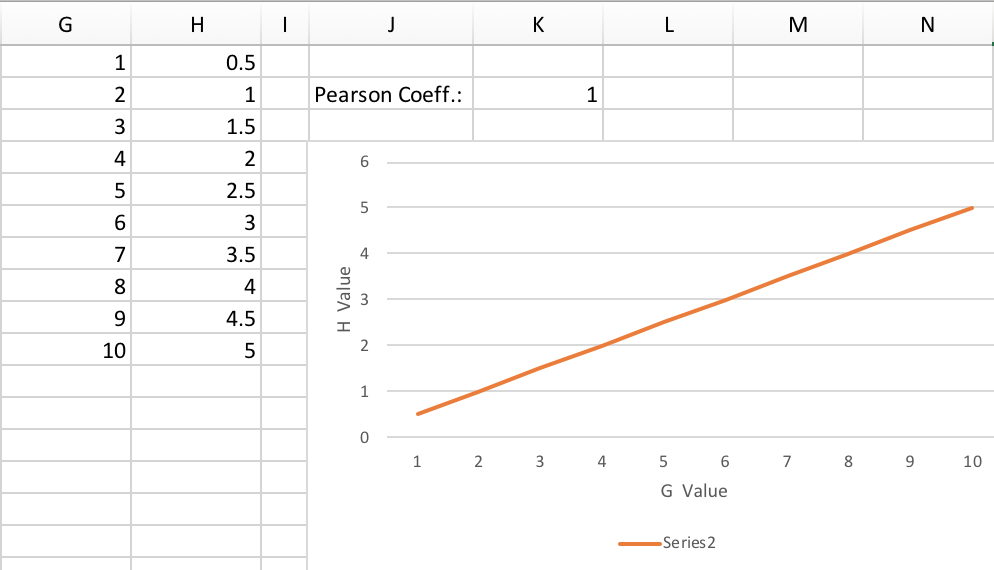 G H I J K L M N
1 0.5
2 1 Pearson Coeff.: 1
3 1.5
4 2
5 2.5
6 3
7 3.5
8 4
9 4.5
10 5
6
5
4
3
2
1
0
H Value
1 2 3 4 5 6 7 8 9 10
G Value
Series2